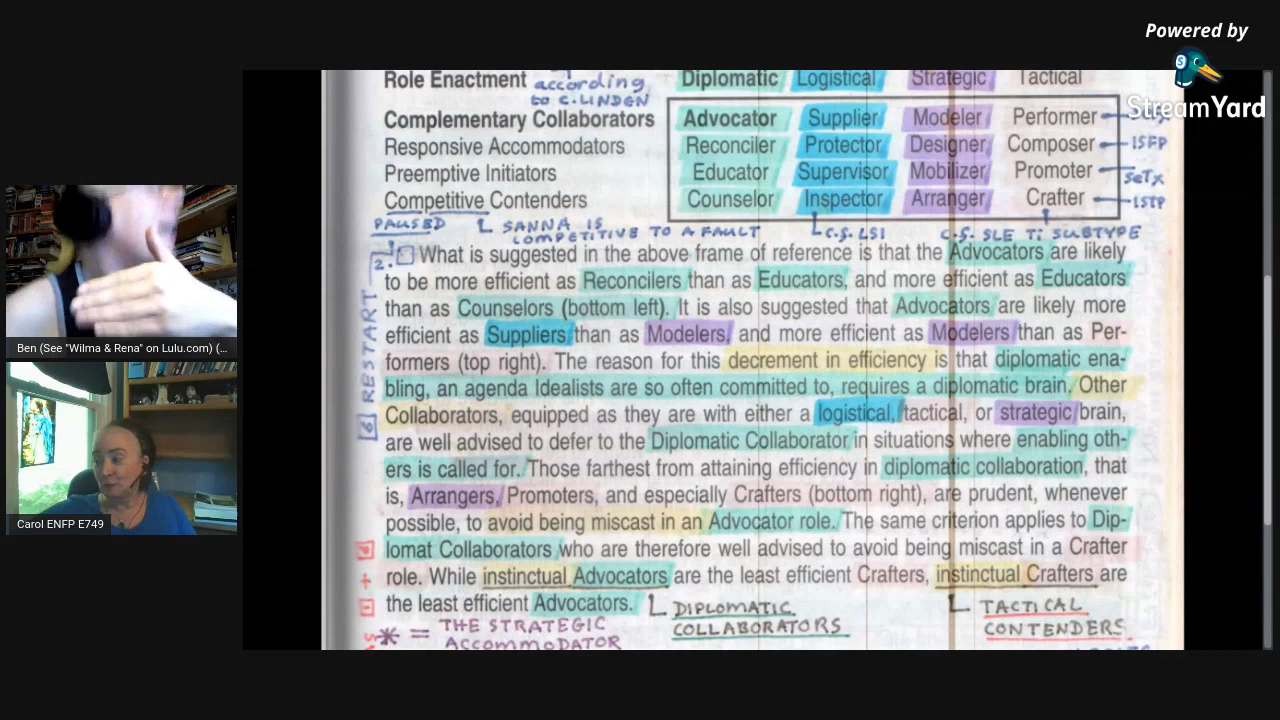 Powered by
StreamYard
Role Enactment according Diplomatic Logistical Strategic Tactical
to C. LINDEN
Complementary Collaborators Advocator Supplier Modeler Performer
Responsive Accommodators Reconciler Protector Designer Composer ISFP
Preemptive Initiators Educator Supervisor Mobilizer Promoter SeTx
Competitive Contenders Counselor Inspector Arranger Crafter ISTP
PAUSED SANNA IS C.S. LSI C.S. SLE Ti SUBTYPE
COMPETITIVE TO A FAULT
2. What is suggested in the above frame of reference is that the Advocators are likely
to be more efficient as Reconcilers than as Educators, and more efficient as Educators
than as Counselors (bottom left). It is also suggested that Advocators are likely more
efficient as Suppliers than as Modelers, and more efficient as Modelers than as Per-
formers (top right). The reason for this decrement in efficiency is that diplomatic ena-
bling, an agenda Idealists are so often committed to, requires a diplomatic brain. Other
Collaborators, equipped as they are with either a logistical, tactical, or strategic brain,
are well advised to defer to the Diplomatic Collaborator in situations where enabling oth-
ers is called for. Those farthest from attaining efficiency in diplomatic collaboration, that
is, Arrangers, Promoters, and especially Crafters (bottom right), are prudent, whenever
possible, to avoid being miscast in an Advocator role. The same criterion applies to Dip-
lomat Collaborators who are therefore well advised to avoid being miscast in a Crafter
role. While instinctual Advocators are the least efficient Crafters, instinctual Crafters are
the least efficient Advocators. DIPLOMATIC TACTICAL
COLLABORATORS CONTENDERS
* = THE STRATEGIC
ACCOMMODATOR
RESTART
Ben (See "Wilma & Rena" on Lulu.com) (...
Carol ENFP E749